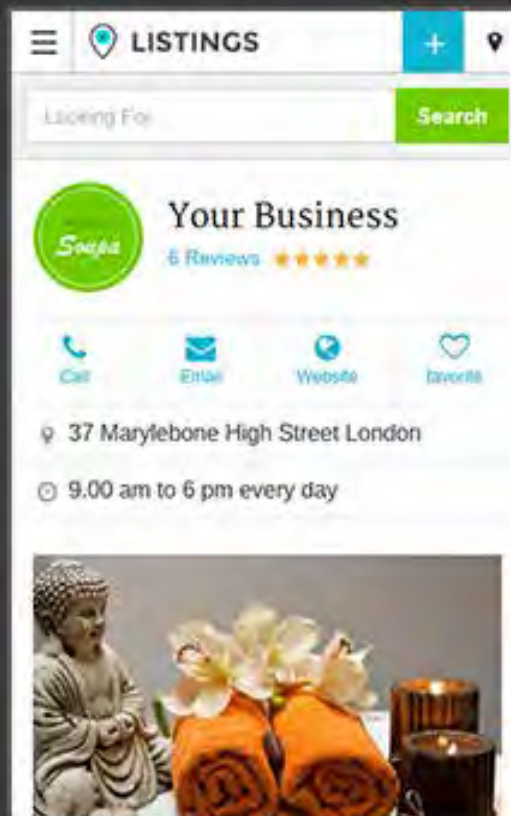 LISTINGS
+
Looking For
Search
Soapa
Your Business
6 Reviews
Call
Email
Website
favorite
37 Marylebone High Street London
9.00 am to 6 pm every day